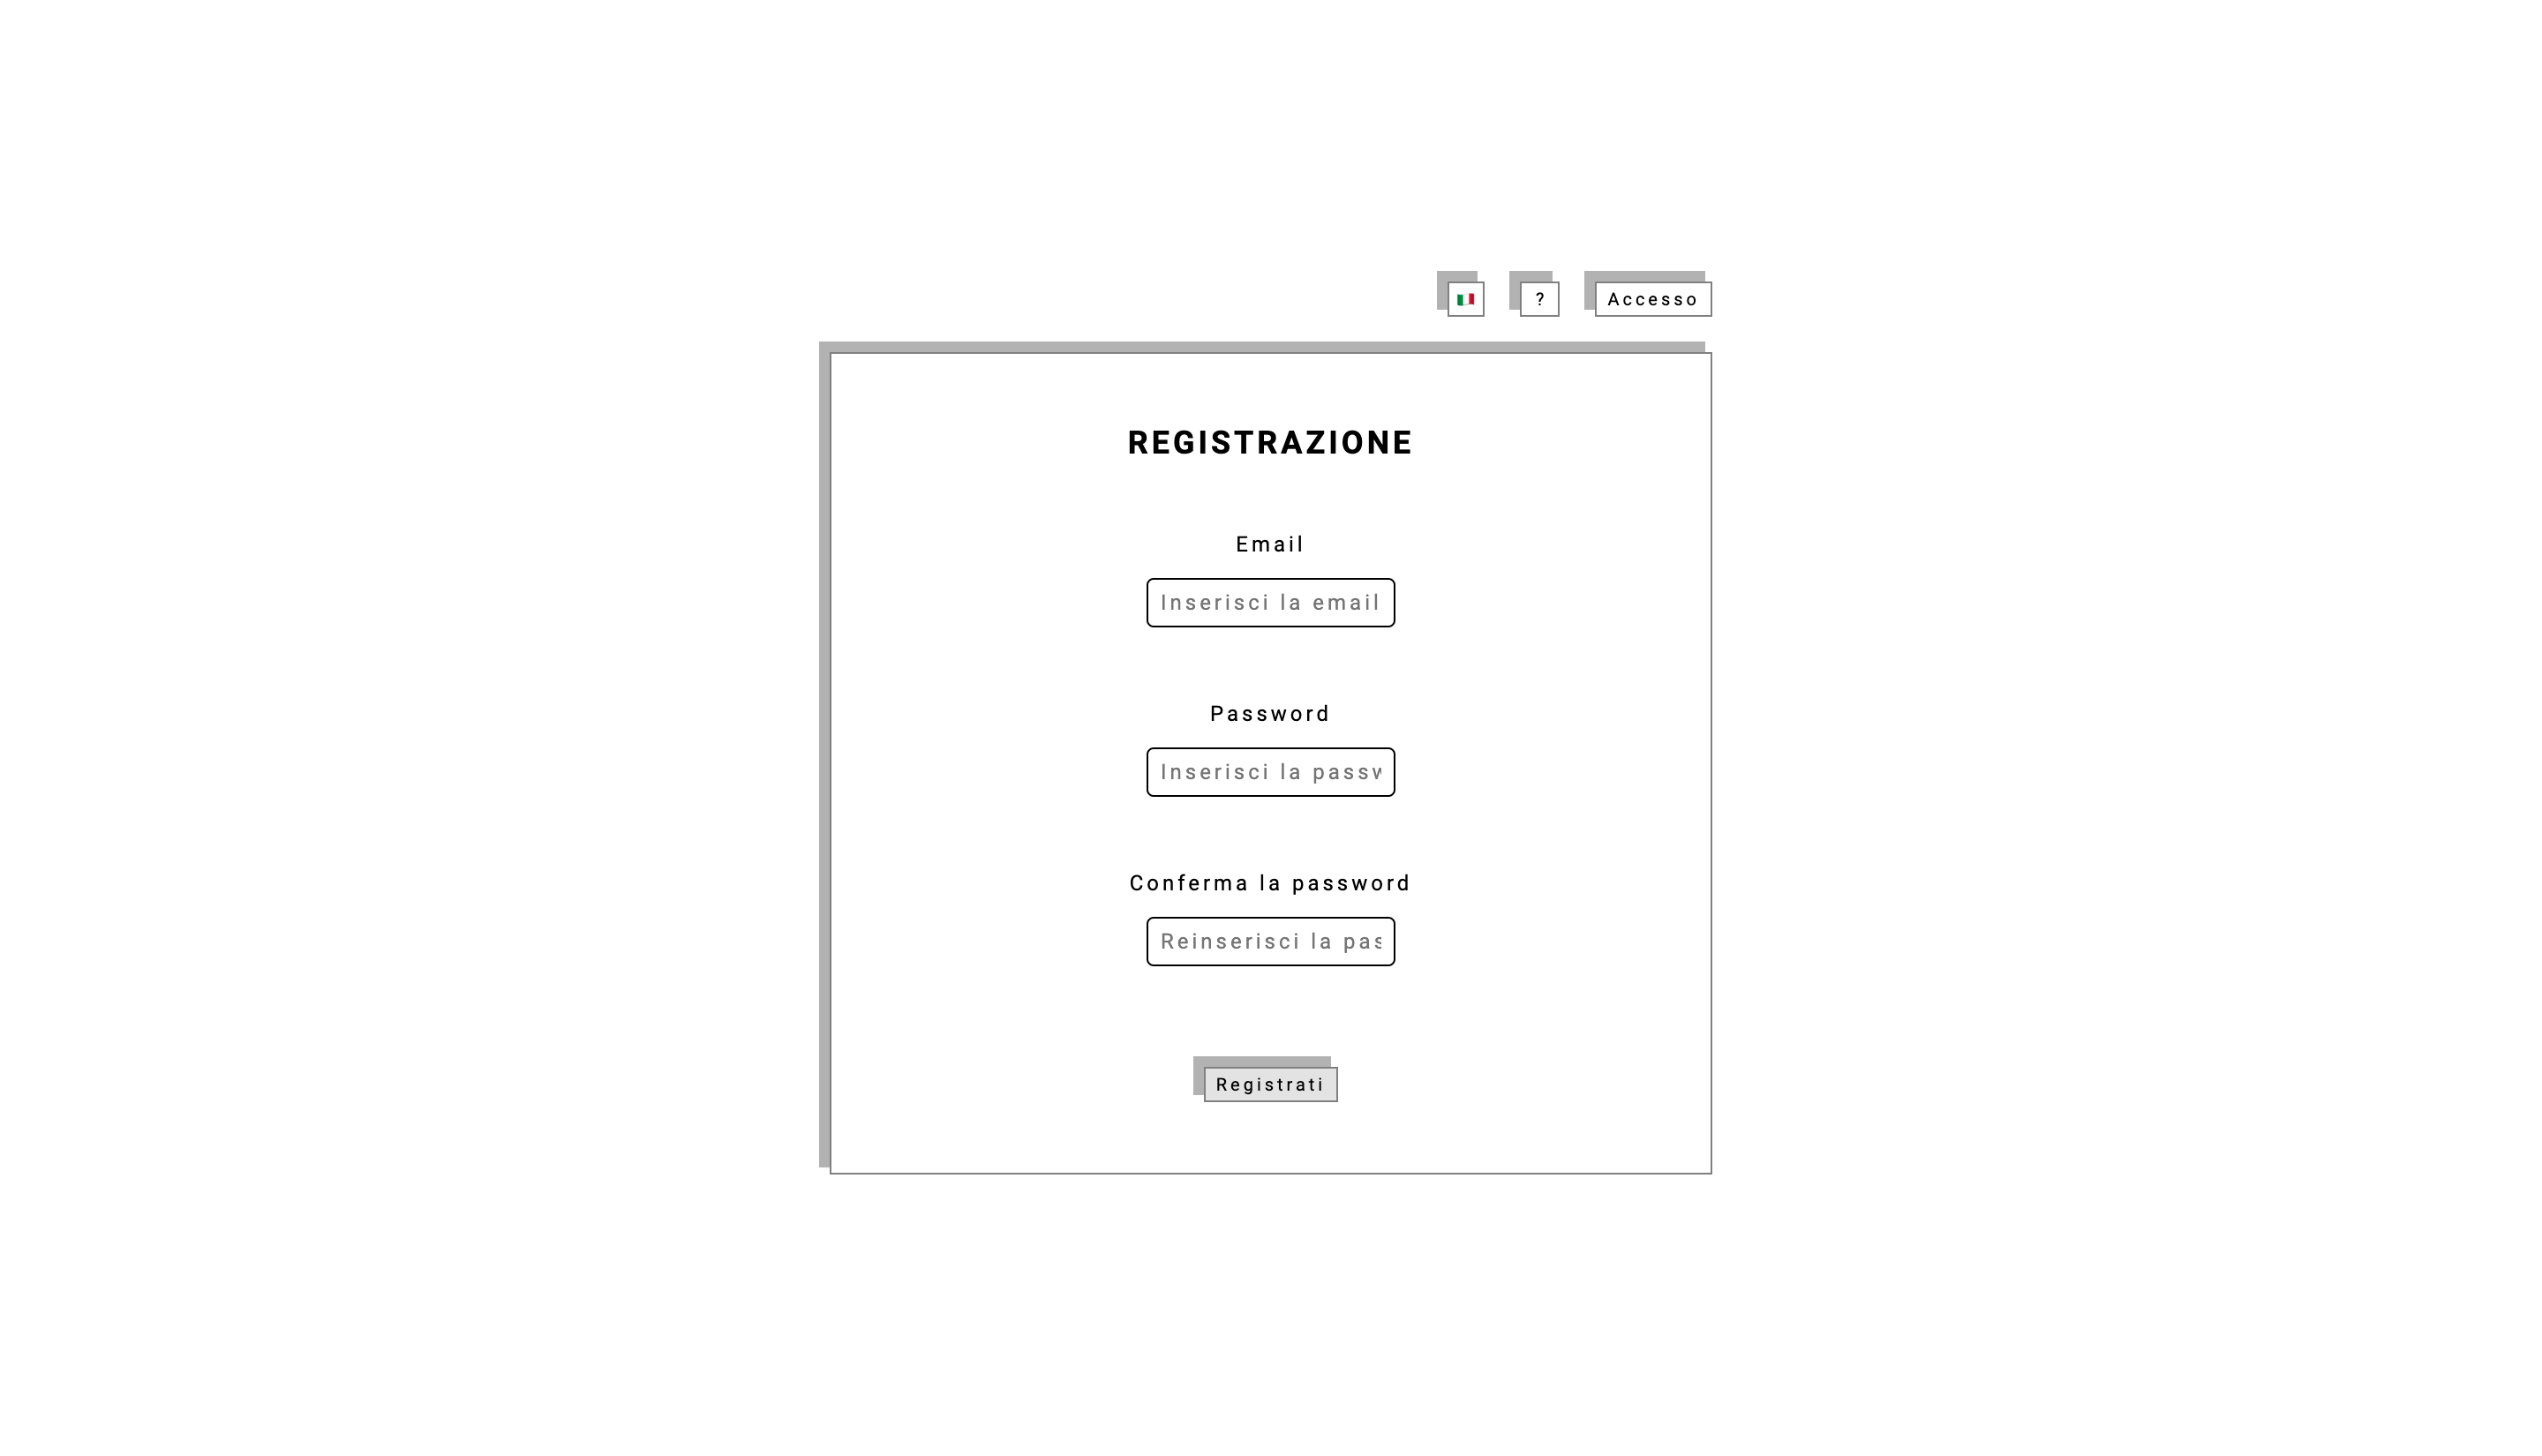 ? Accesso
REGISTRAZIONE
Email
Inserisci la email
Password
Inserisci la passw
Conferma la password
Reinserisci la pas
Registrati